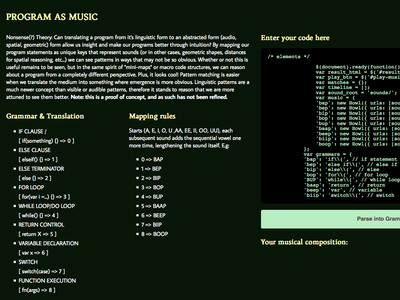 PROGRAM AS MUSIC
Nonsense(?) Theory: Can translating a program from it's linguistic form to an abstracted form (audio,
spatial, geometric) form allow us insight and make our programs better through intuition? By mapping our
program statements as unique keys that represent sounds (or in other cases, geometric shapes, distances
for spatial reasoning, etc..) we can see patterns in ways that may not be so obvious. Whether or not this is
useful remains to be seen, but in the same spirit of "mini-maps" or macro code structures, we can reason
about a program from a completely different perspective. Plus, it looks cool! Pattern matching is easier
when we translate the medium into something where emergence is more obvious. Linguistic patterns are
a much newer concept than visible or audible patterns, therefore it stands to reason that we are more
attuned to see them better. Note: this is a proof of concept, and as such has not been refined.
Grammar & Translation
IF CLAUSE /
[ if(something) {} => 0 ]
ELSE CLAUSE
[ elseif() {} => 1 ]
ELSE TERMINATOR
[ else {} => 2 ]
FOR LOOP
[ for(var i =..;) {} => 3 ]
WHILE LOOP/DO LOOP
[ while() {} => 4 ]
RETURN CONTROL
[ return X => 5 ]
VARIABLE DECLARATION
[ var x => 6 ]
SWITCH
[ switch(case) => 7 ]
FUNCTION EXECUTION
[ fn(args) => 8 ]
Mapping rules
Starts (A, E, I, O, U ,AA, EE, II, OO, UU), each
subsequent sound adds the sequential vowel one
more time, lengthening the sound itself. E.g:
0 => BAP
1 => BEP
2 => BIP
3 => BOP
4 => BUP
5 => BAAP
6 => BEEP
7 => BIIP
8 => BOOP
Enter your code here
/* elements */
$(document).ready(function()
var result_html = $('#result
var play_btn = $('#play-musi
var matches = {};
var timeline = [];
var sound_root = 'sounds/';
var music = {
'bap': new Howl({ urls: [sou
'bep': new Howl({ urls: [sou
'bip': new Howl({ urls: [sou
'bop': new Howl({ urls: [sou
'bup': new Howl({ urls: [sou
'baap': new Howl({ urls: [so
'beep': new Howl({ urls: [so
'biip': new Howl({ urls: [so
};
var grammars = {
'bap': 'if\\(', // if statement
'bep': 'else if\\(', // else if
'bip': 'else\\(', // else
'bop': 'for\\(', // for loop
'BUP': 'while\\(', // while loop
'baap': 'return', // return
'beep': 'var', // variable
'biip': 'switch\\(', // switch
Parse into Gramm
Your musical composition: